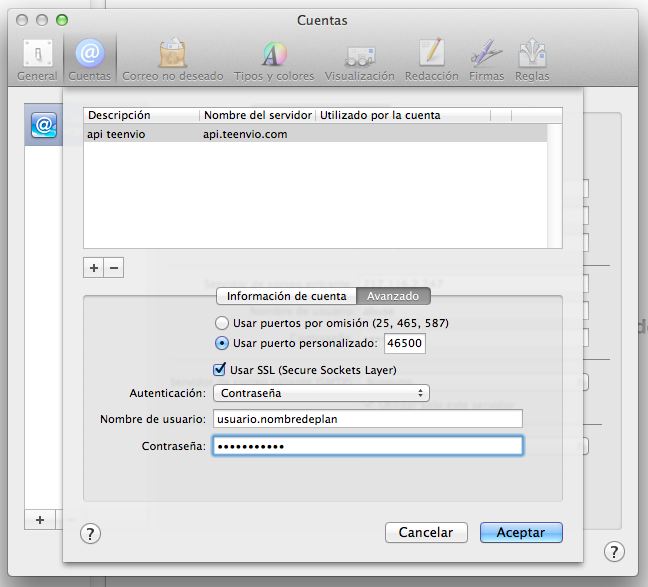 Cuentas
General Cuentas Correo no deseado Tipos y colores Visualización Redacción Firmas Reglas
Descripción Nombre del servidor Utilizado por la cuenta
api teenvio api.teenvio.com
+ −
Información de cuenta Avanzado
Usar puertos por omisión (25, 465, 587)
Usar puerto personalizado: 46500
Usar SSL (Secure Sockets Layer)
Autenticación: Contraseña
Nombre de usuario: usuario.nombredeplan
Contraseña: •••••••••••
+
? Cancelar Aceptar
?